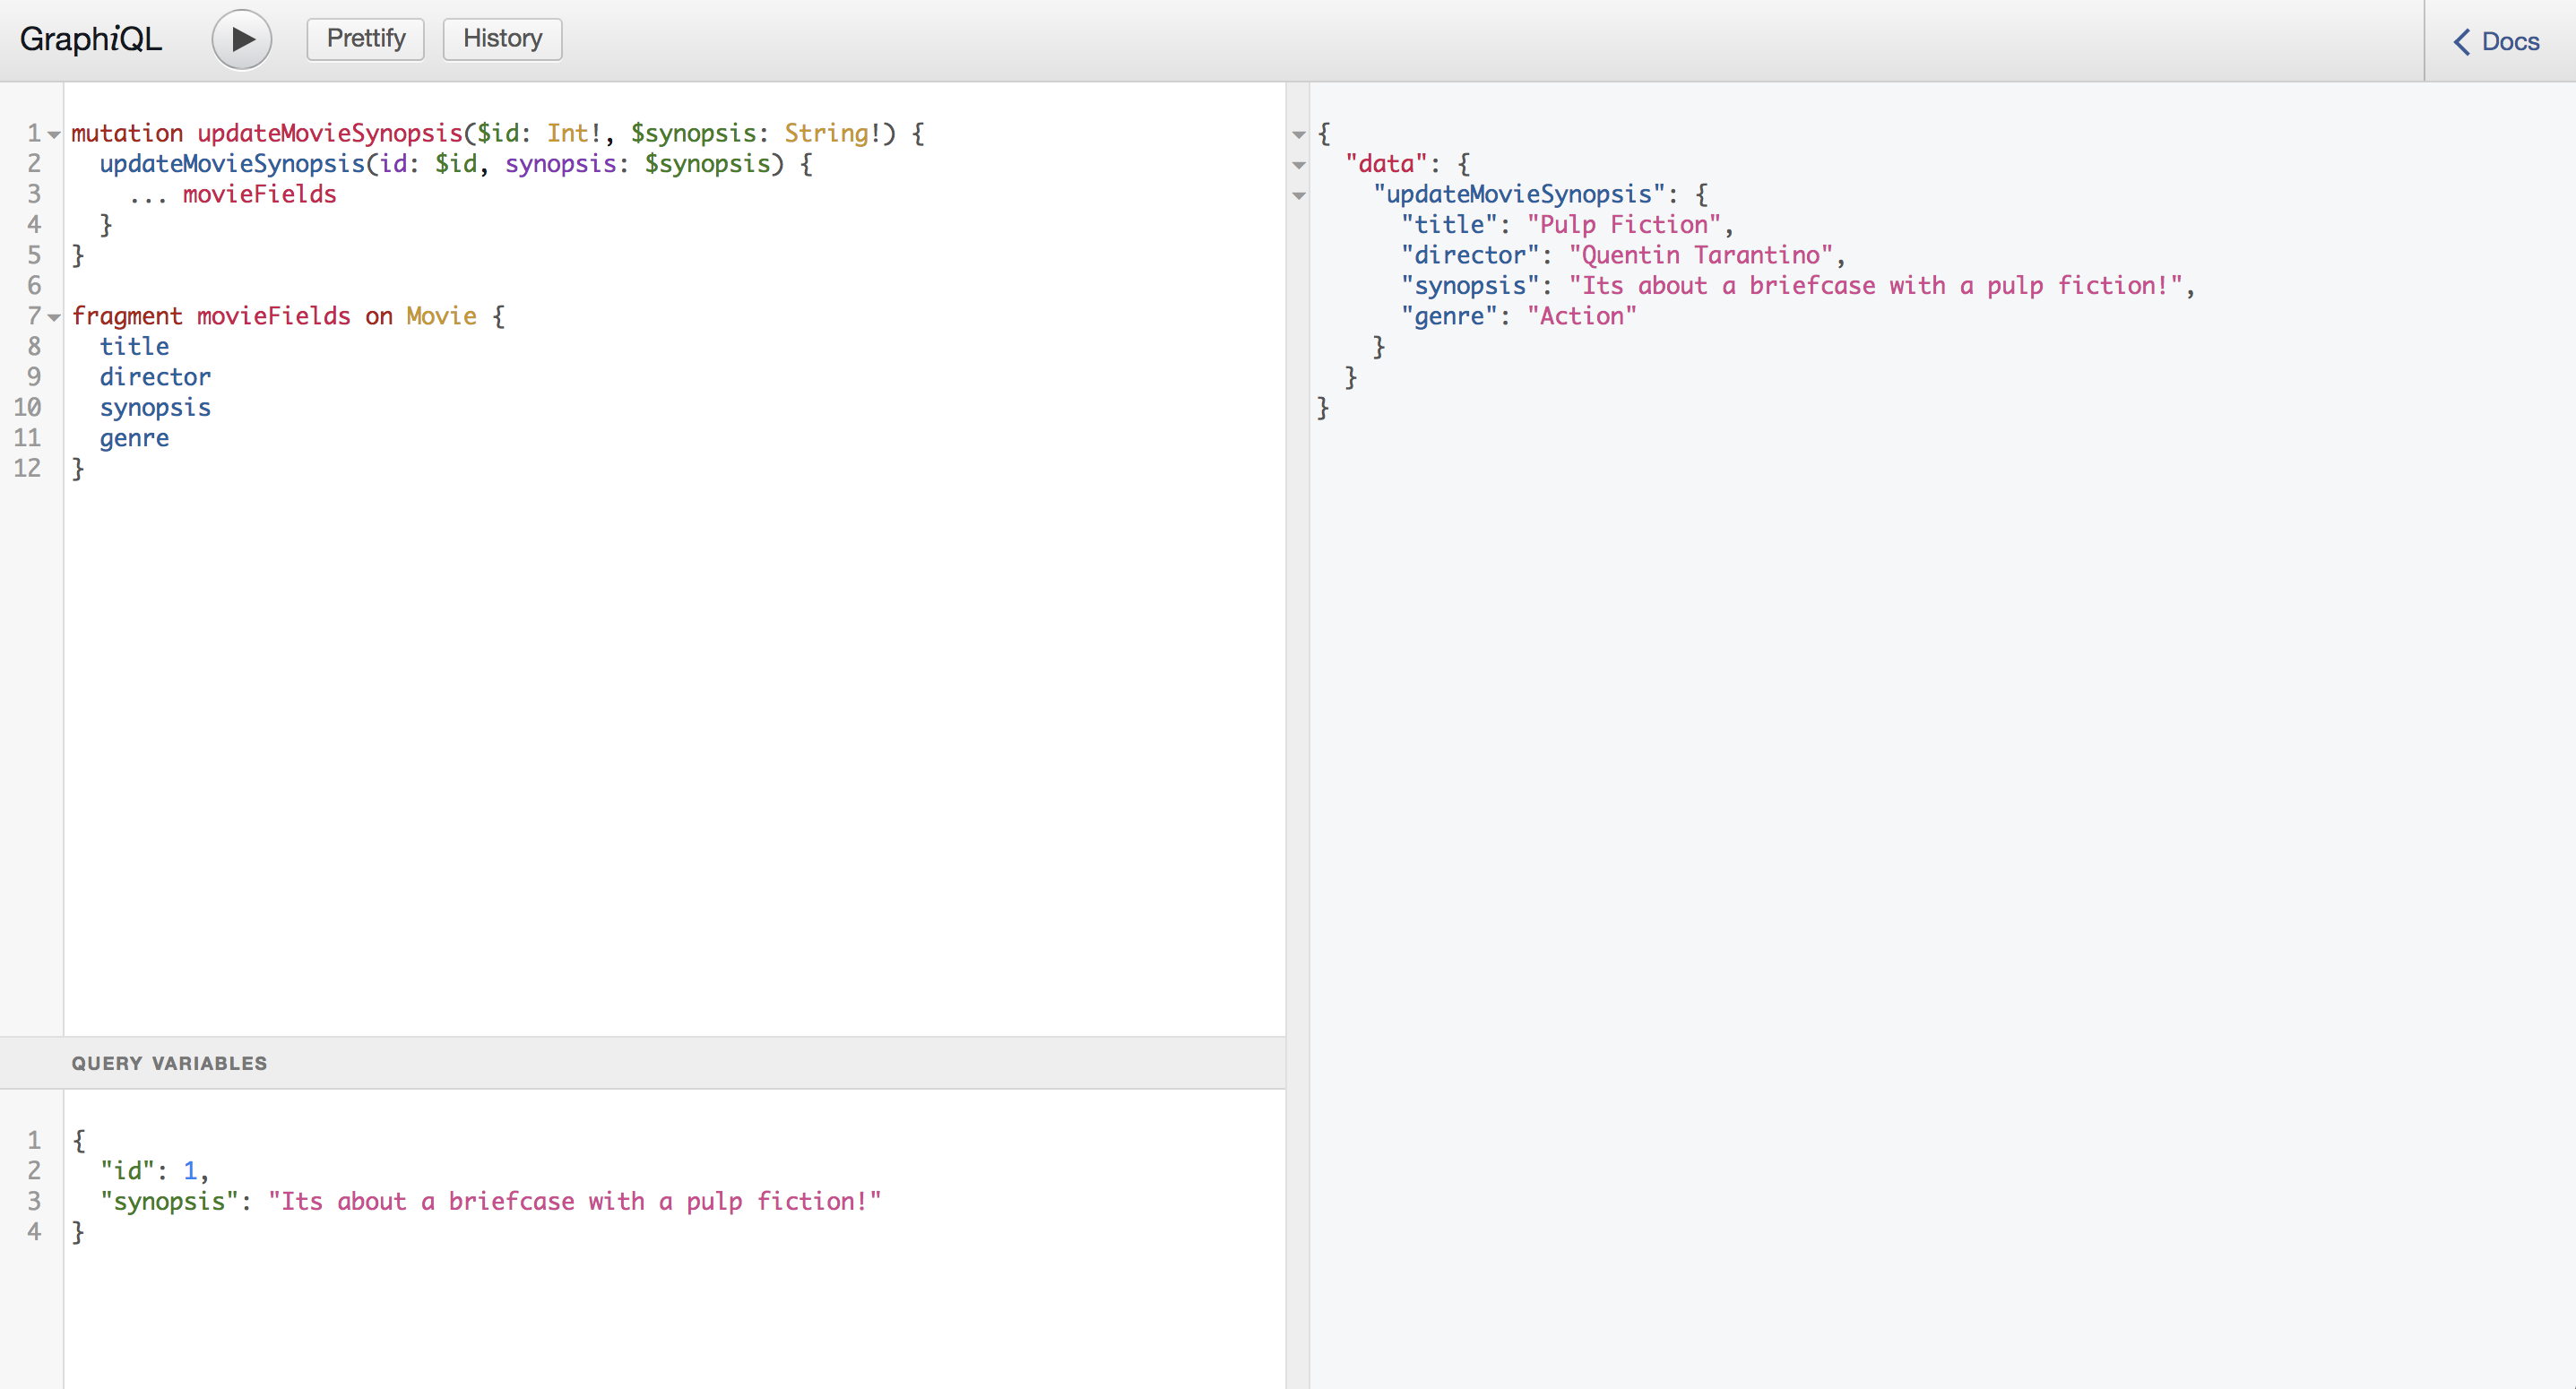 GraphiQL Prettify History Docs
1 mutation updateMovieSynopsis($id: Int!, $synopsis: String!) {
2   updateMovieSynopsis(id: $id, synopsis: $synopsis) {
3     ... movieFields
4   }
5 }
6
7 fragment movieFields on Movie {
8   title
9   director
10   synopsis
11   genre
12 }
QUERY VARIABLES
1 {
2   "id": 1,
3   "synopsis": "Its about a briefcase with a pulp fiction!"
4 }
{
  "data": {
    "updateMovieSynopsis": {
      "title": "Pulp Fiction",
      "director": "Quentin Tarantino",
      "synopsis": "Its about a briefcase with a pulp fiction!",
      "genre": "Action"
    }
  }
}